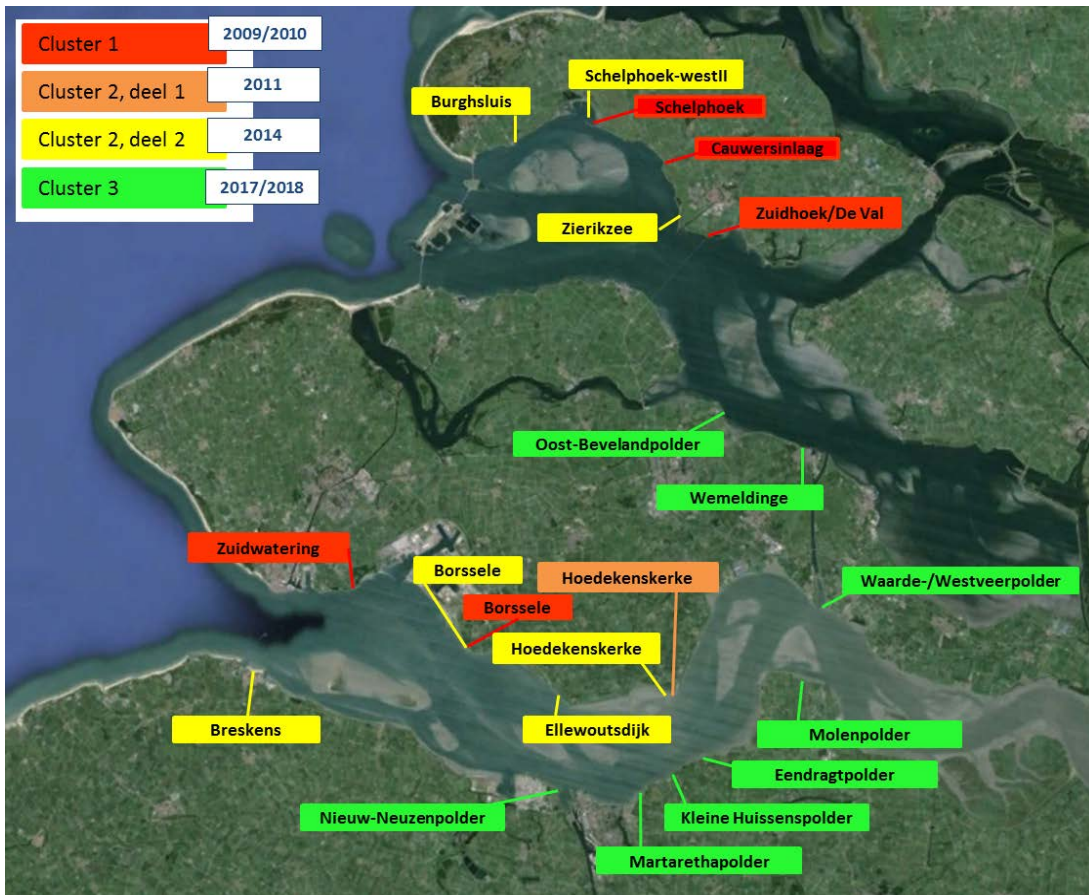 Cluster 1
2009/2010
Cluster 2, deel 1
2011
Cluster 2, deel 2
2014
Cluster 3
2017/2018
Schelphoek-westII
Burghsluis
Schelphoek
Cauwersinlaag
Zuidhoek/De Val
Zierikzee
Oost-Bevelandpolder
Wemeldinge
Zuidwatering
Borssele
Hoedekenskerke
Waarde-/Westveerpolder
Borssele
Hoedekenskerke
Breskens
Ellewoutsdijk
Molenpolder
Eendragtpolder
Nieuw-Neuzenpolder
Kleine Huissenspolder
Martarethapolder